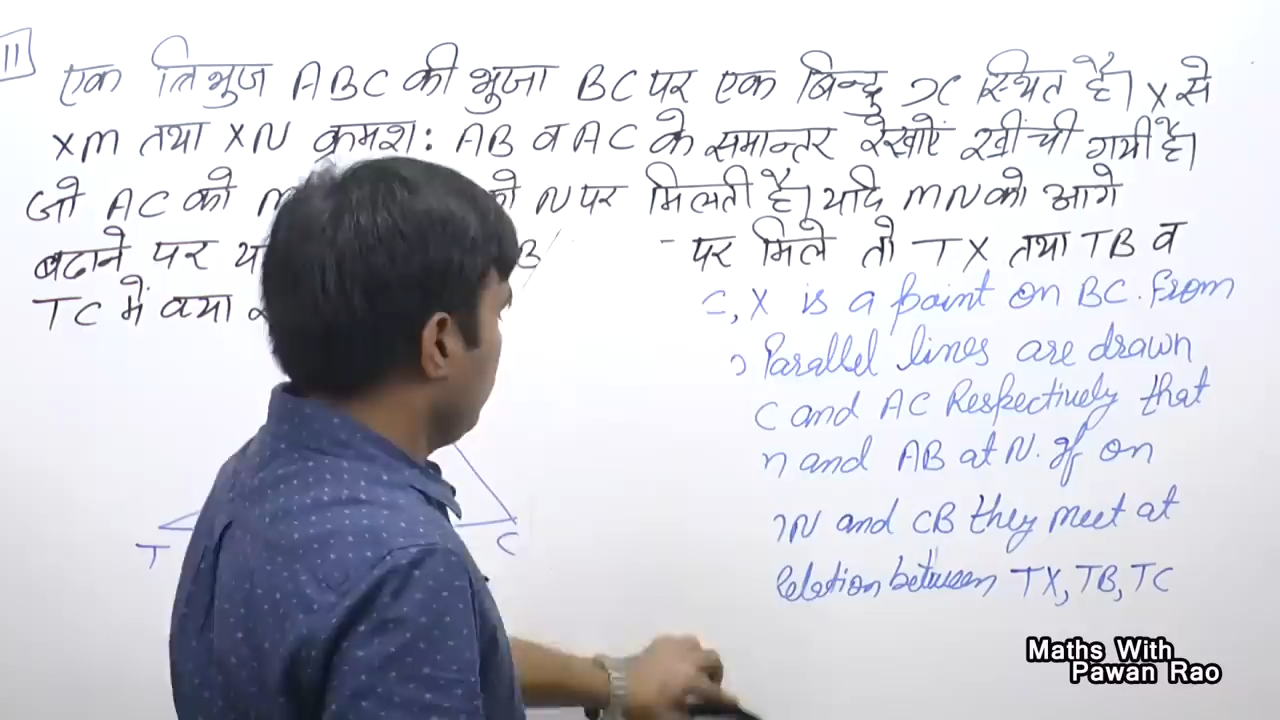 11
एक त्रिभुज ABC की भुजा BC पर एक बिन्दु x स्थित है। x से
XM तथा XN क्रमश: AB व AC के समान्तर रेखाएें खींची गयी है।
जो AC को N पर मिलती है। यदि MN को आगे
बढाने पर B पर मिले तो TX तथा TB व
TC में क्या
C, X is a point on BC. From
Parallel lines are drawn
C and AC Respectively that
and AB at N. If on
N and CB they meet at
Relation between TX, TB, TC
T C
Maths With
Pawan Rao